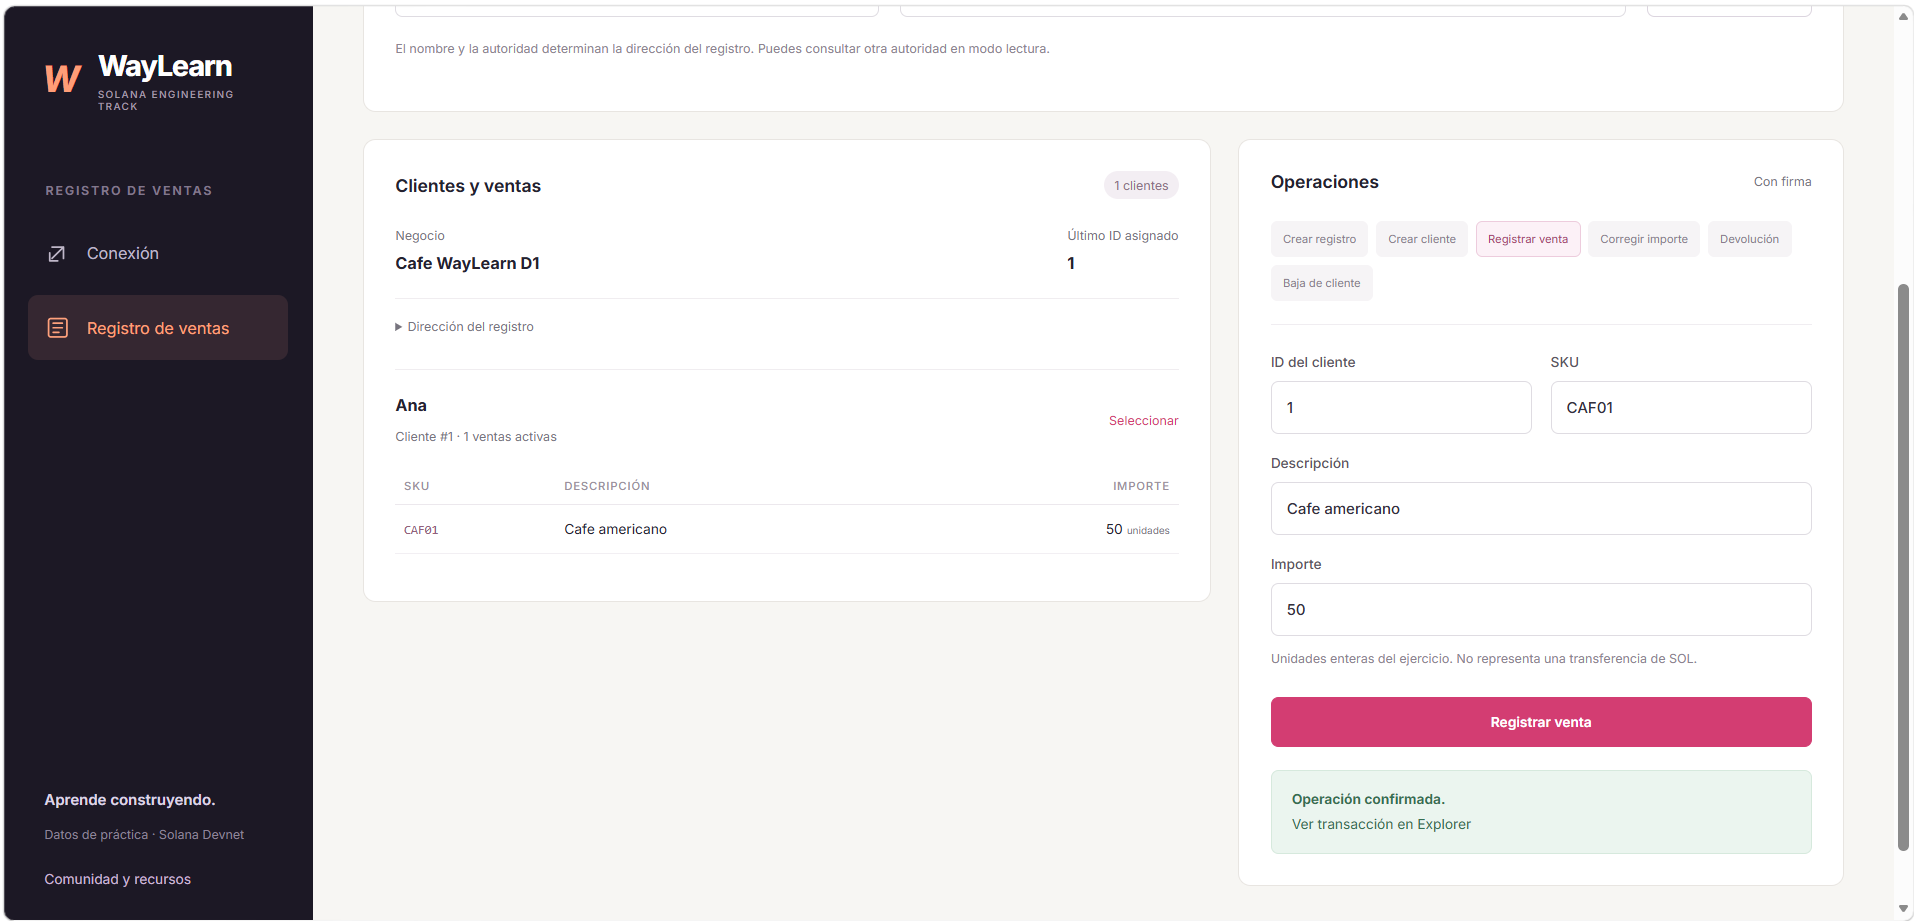 W
WayLearn
SOLANA ENGINEERING
TRACK
REGISTRO DE VENTAS
Conexión
Registro de ventas
Aprende construyendo.
Datos de práctica · Solana Devnet
Comunidad y recursos
El nombre y la autoridad determinan la dirección del registro. Puedes consultar otra autoridad en modo lectura.
Clientes y ventas
1 clientes
Negocio
Último ID asignado
Cafe WayLearn D1
1
Dirección del registro
Ana
Cliente #1 · 1 ventas activas
Seleccionar
SKU DESCRIPCIÓN IMPORTE
CAF01 Cafe americano 50 unidades
Operaciones
Con firma
Crear registro Crear cliente Registrar venta Corregir importe Devolución
Baja de cliente
ID del cliente SKU
1 CAF01
Descripción
Cafe americano
Importe
50
Unidades enteras del ejercicio. No representa una transferencia de SOL.
Registrar venta
Operación confirmada.
Ver transacción en Explorer